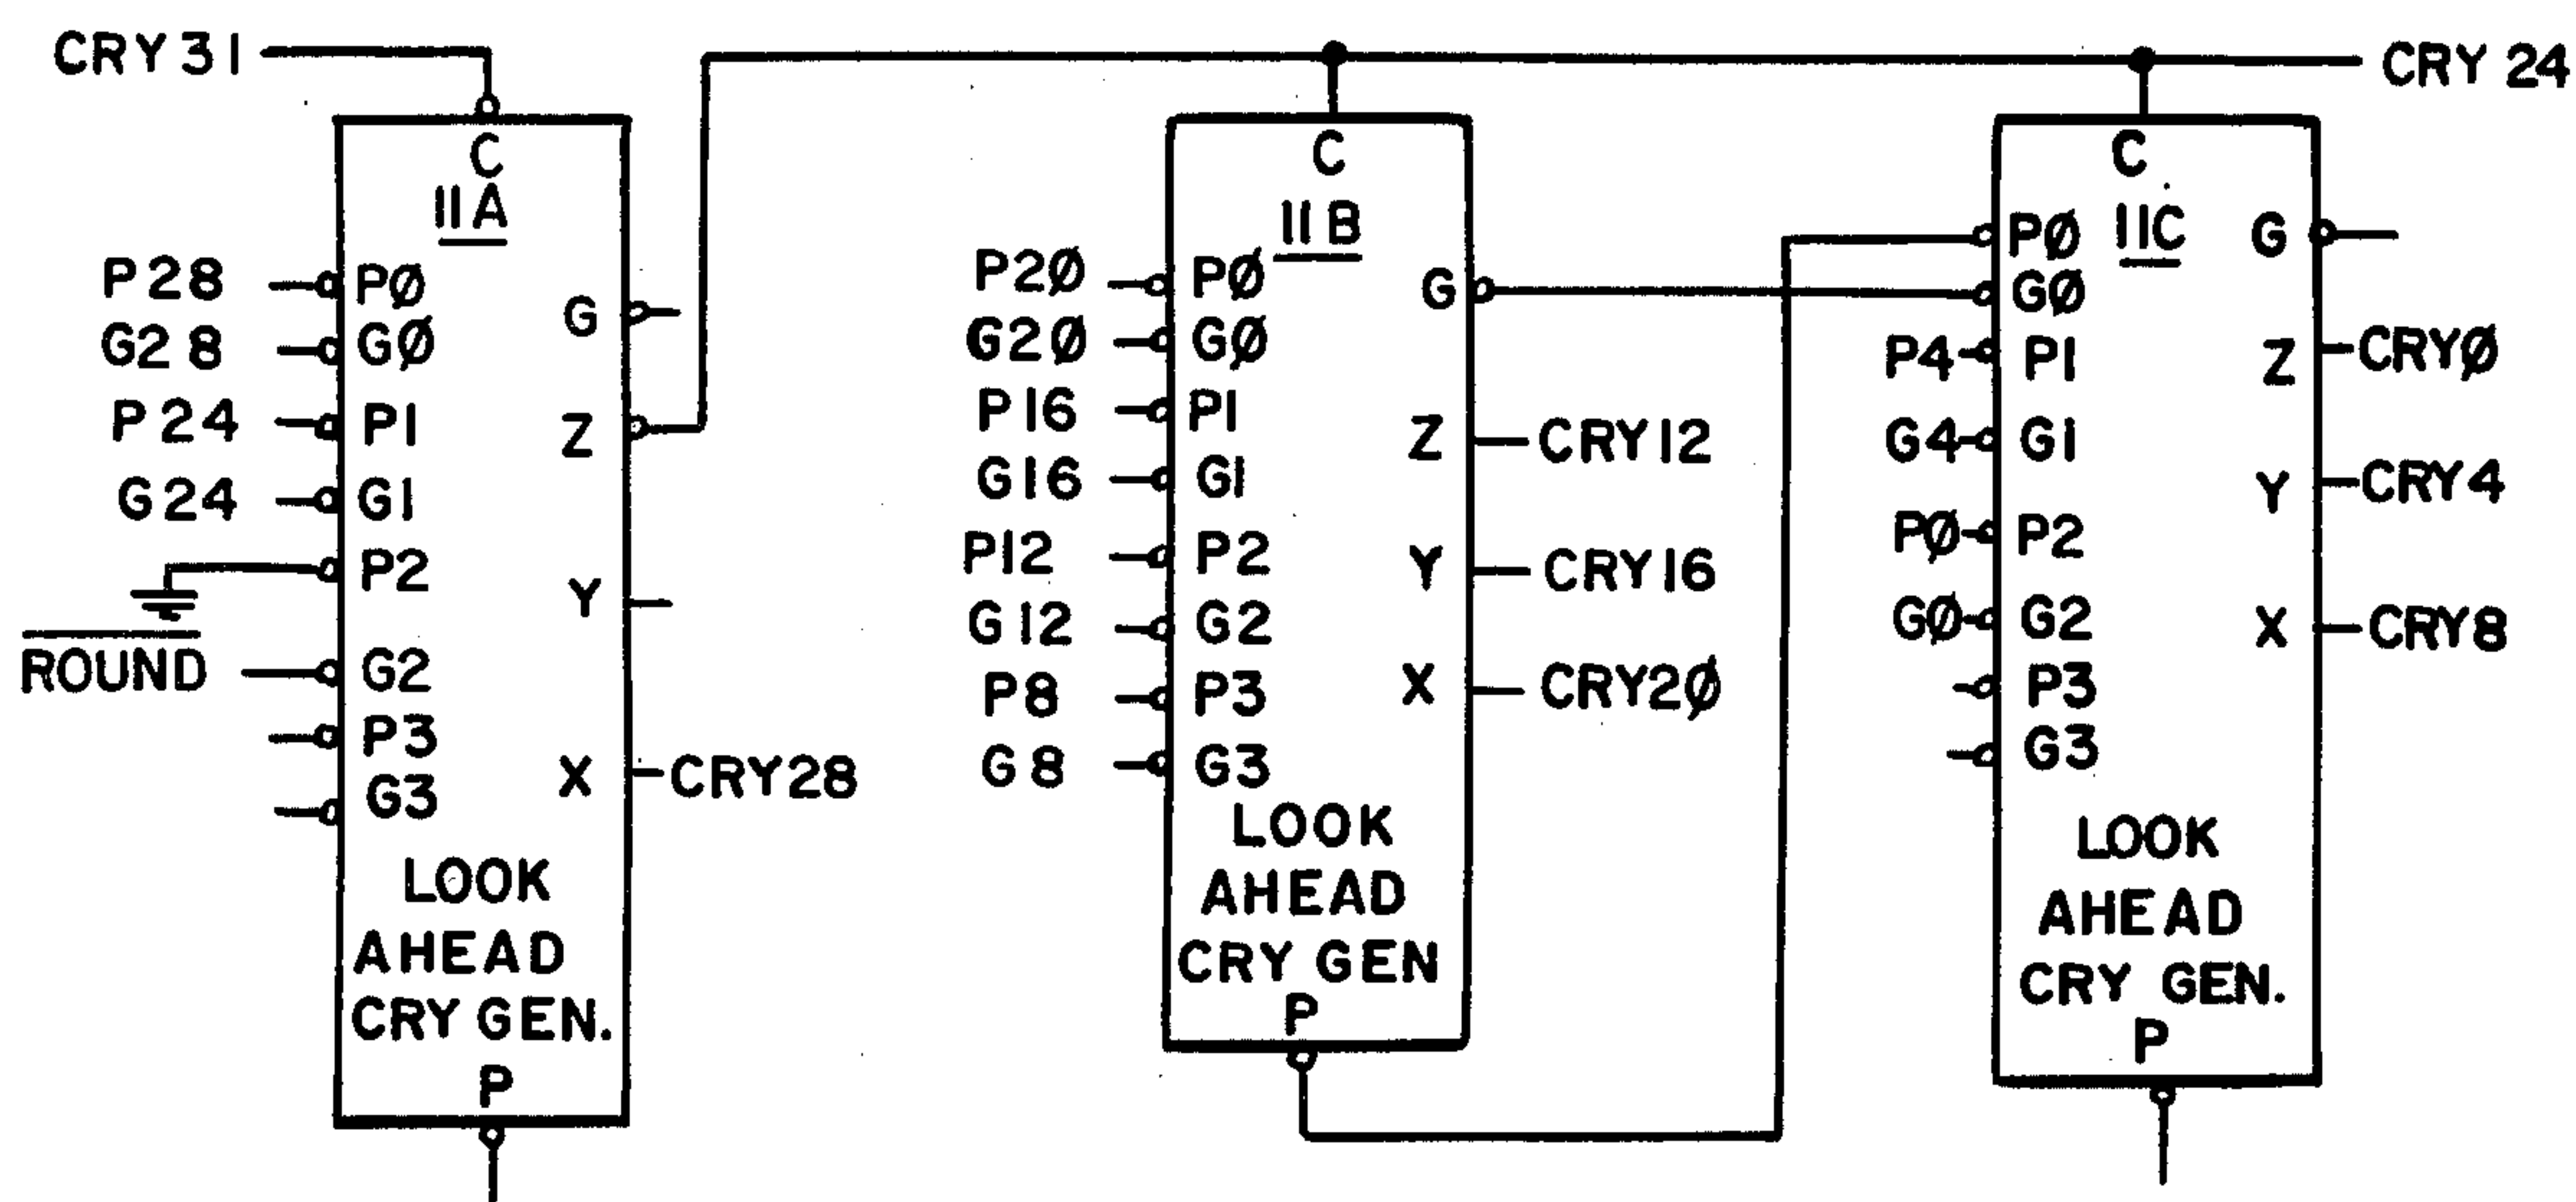 CRY 31
CRY 24
C
11A
P28
PØ
G28
GØ
G
P24
P1
Z
G24
G1
P2
Y
ROUND
G2
P3
X
CRY28
G3
LOOK
AHEAD
CRY GEN.
P
C
11B
P2Ø
PØ
G
G2Ø
GØ
P16
P1
Z
CRY12
G16
G1
P12
P2
Y
CRY16
G12
G2
P8
P3
X
CRY2Ø
G8
G3
LOOK
AHEAD
CRY GEN
P
C
11C
PØ
G
GØ
P4
P1
Z
CRYØ
G4
G1
Y
CRY4
PØ
P2
GØ
G2
X
CRY8
P3
G3
LOOK
AHEAD
CRY GEN.
P